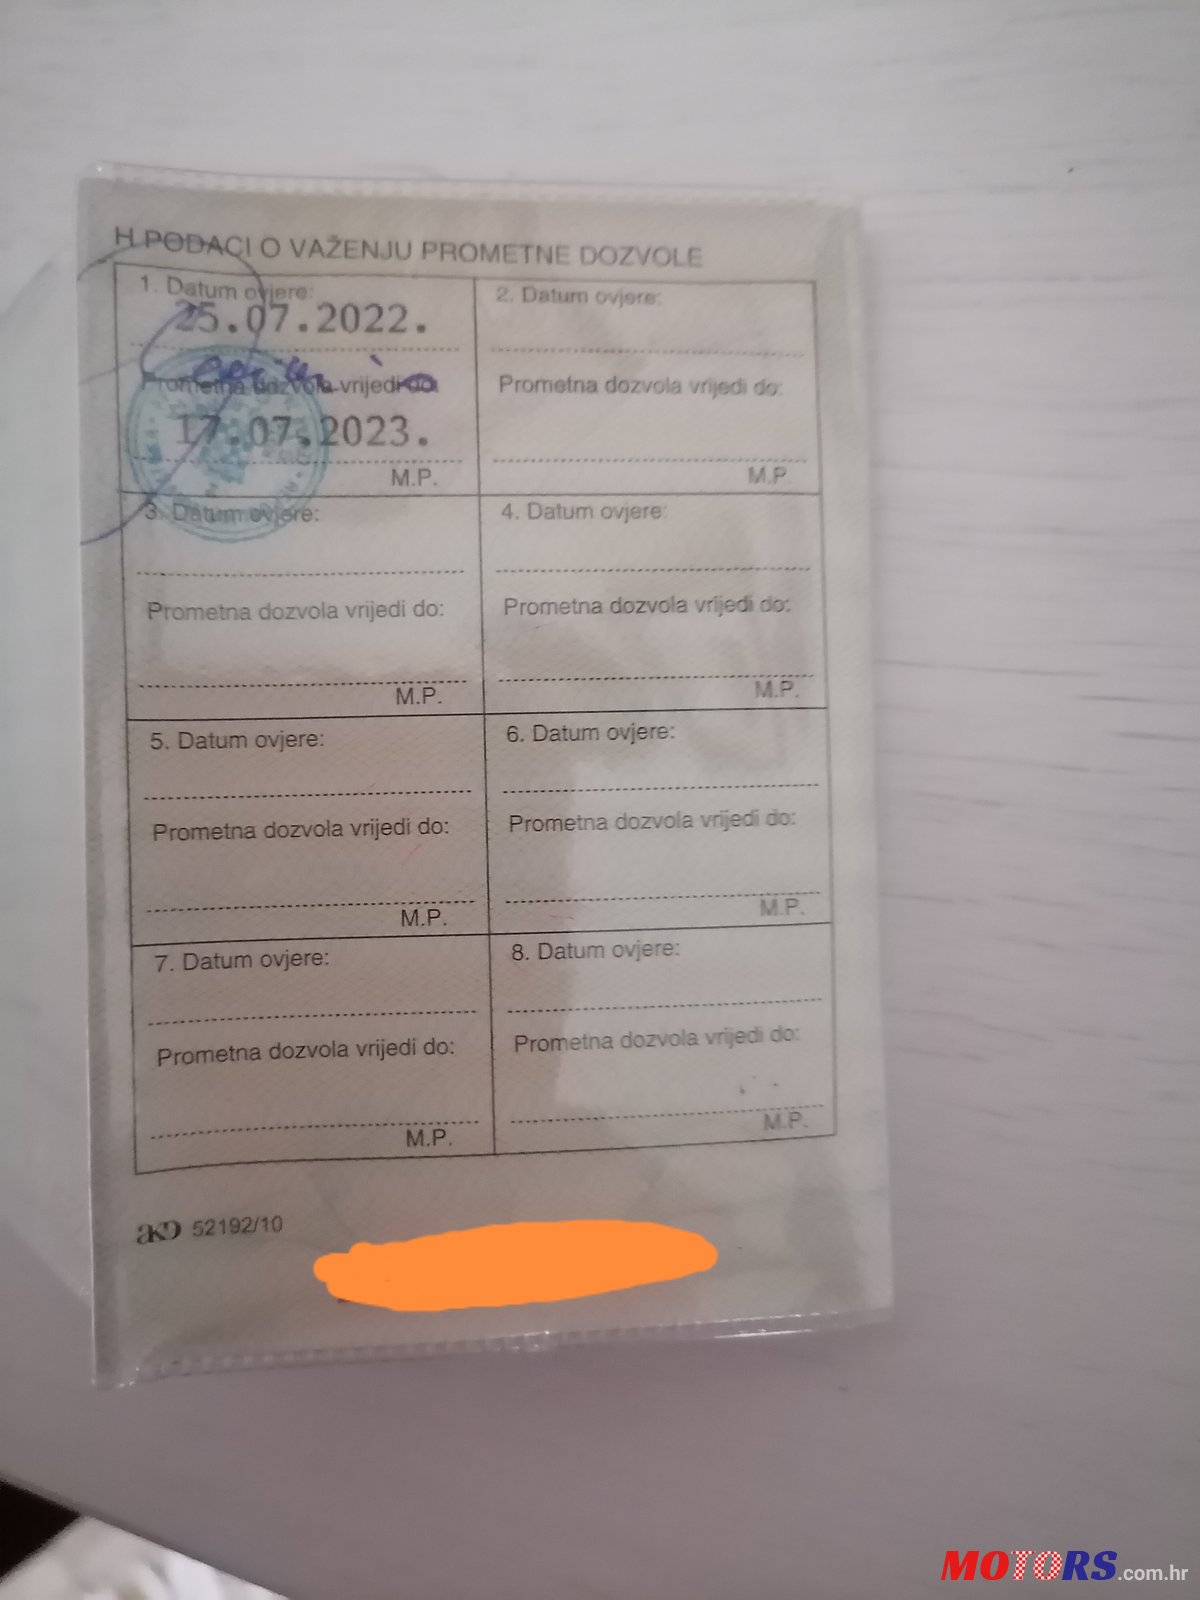 H PODACI O VAŽENJU PROMETNE DOZVOLE
1. Datum ovjere:
25.07.2022.
Prometna dozvola vrijedi do:
17.07.2023.
M.P.
2. Datum ovjere:
Prometna dozvola vrijedi do:
M.P.
3. Datum ovjere:
Prometna dozvola vrijedi do:
M.P.
4. Datum ovjere:
Prometna dozvola vrijedi do:
M.P.
5. Datum ovjere:
Prometna dozvola vrijedi do:
M.P.
6. Datum ovjere:
Prometna dozvola vrijedi do:
M.P.
7. Datum ovjere:
Prometna dozvola vrijedi do:
M.P.
8. Datum ovjere:
Prometna dozvola vrijedi do:
M.P.
AKD 52192/10
MOTORS.com.hr